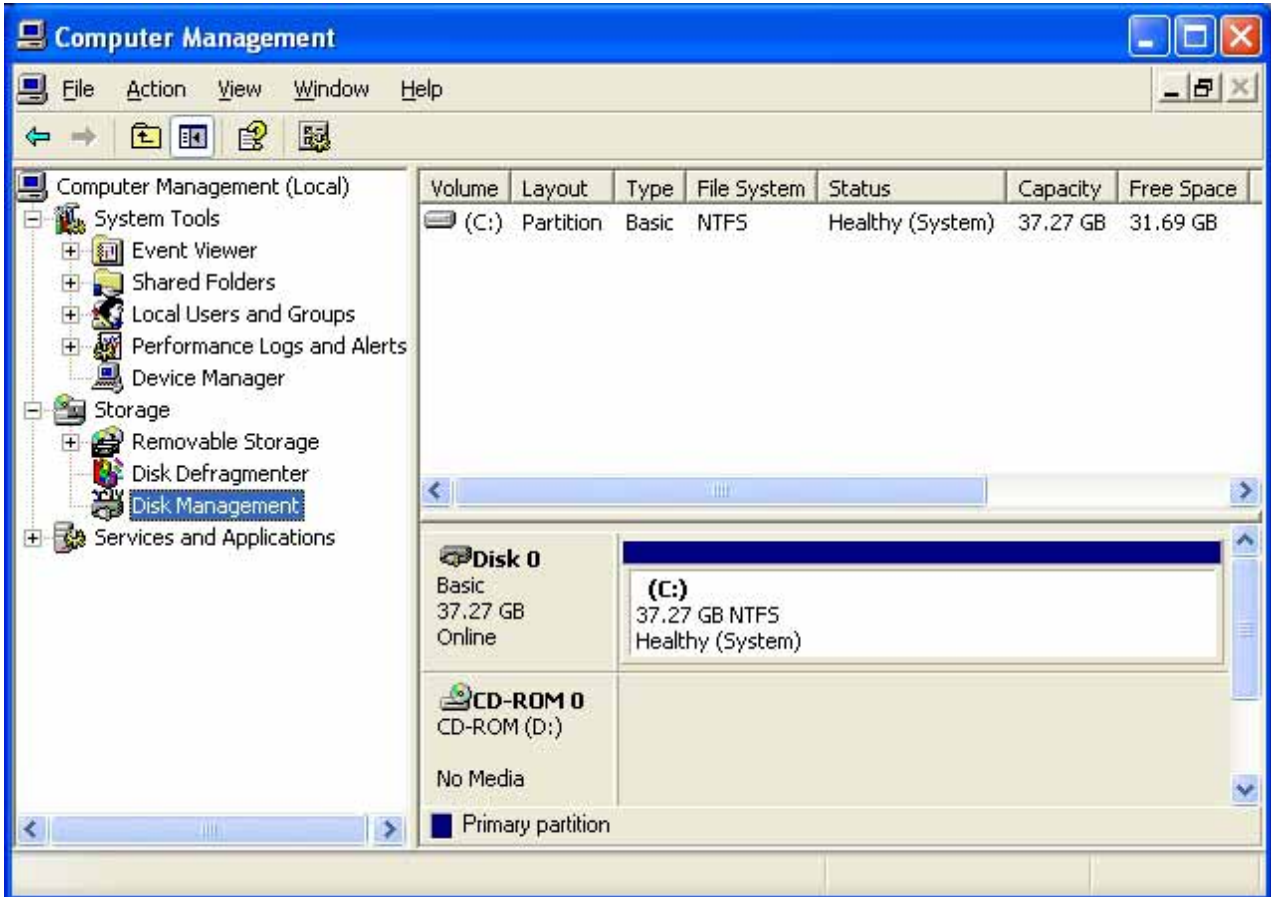 Computer Management
File Action View Window Help
Computer Management (Local)
System Tools
Event Viewer
Shared Folders
Local Users and Groups
Performance Logs and Alerts
Device Manager
Storage
Removable Storage
Disk Defragmenter
Disk Management
Services and Applications
Volume Layout Type File System Status Capacity Free Space
(C:) Partition Basic NTFS Healthy (System) 37.27 GB 31.69 GB
Disk 0
Basic
37.27 GB
Online
(C:)
37.27 GB NTFS
Healthy (System)
CD-ROM 0
CD-ROM (D:)
No Media
Primary partition